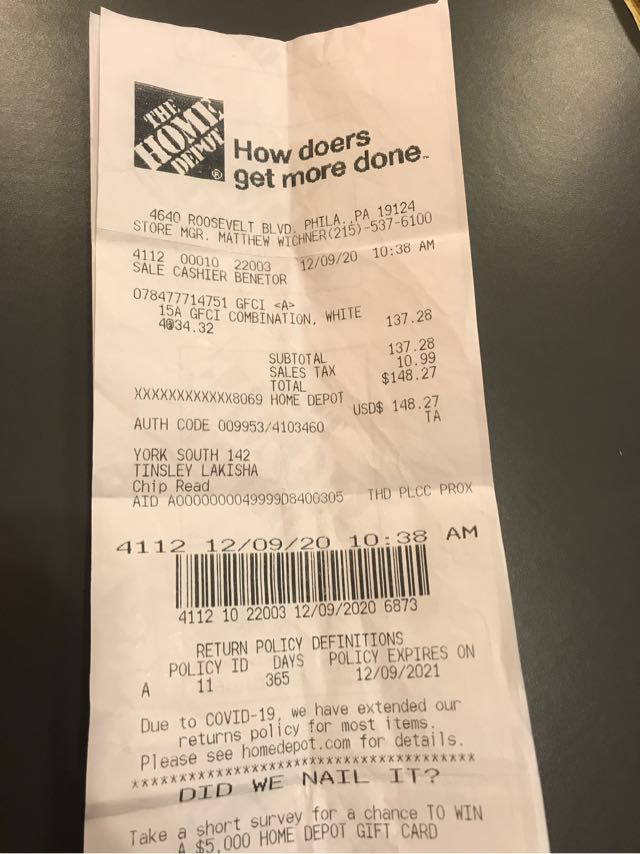 THE
HOME
DEPOT®
How doers
get more done™
4640 ROOSEVELT BLVD. PHILA., PA 19124
STORE MGR. MATTHEW WICHNER(215)-537-6100
4112 00010 22003 12/09/20 10:38 AM
SALE CASHIER BENETOR
078477714751 GFCI <A>
15A GFCI COMBINATION, WHITE
4@34.32 137.28
SUBTOTAL 137.28
SALES TAX 10.99
TOTAL $148.27
XXXXXXXXXXXX8069 HOME DEPOT
USD$ 148.27
AUTH CODE 009953/4103460 TA
YORK SOUTH 142
TINSLEY LAKISHA
Chip Read
AID A0000000049999D8400305 THD PLCC PROX
4112 12/09/20 10:38 AM
4112 10 22003 12/09/2020 6873
RETURN POLICY DEFINITIONS
POLICY ID DAYS POLICY EXPIRES ON
A 11 365 12/09/2021
Due to COVID-19, we have extended our
returns policy for most items.
Please see homedepot.com for details.
****************************************
DID WE NAIL IT?
Take a short survey for a chance TO WIN
A $5,000 HOME DEPOT GIFT CARD